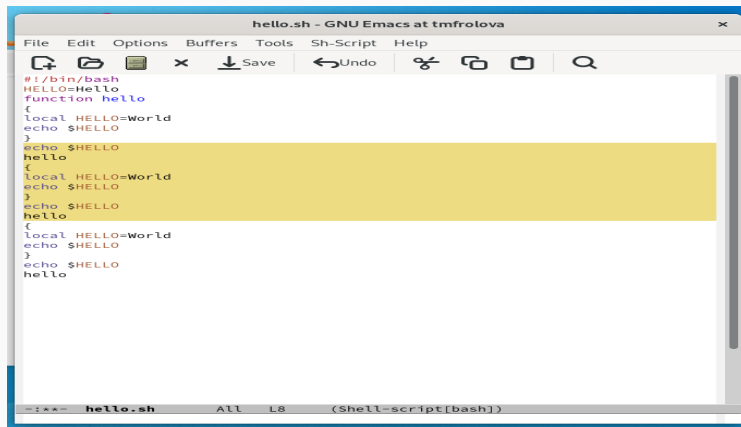 hello.sh - GNU Emacs at tmfrolova ×
File Edit Options Buffers Tools Sh-Script Help
Save Undo
#!/bin/bash
HELLO=Hello
function hello
{
local HELLO=World
echo $HELLO
}
echo $HELLO
hello
{
local HELLO=World
echo $HELLO
}
echo $HELLO
hello
{
local HELLO=World
echo $HELLO
}
echo $HELLO
hello
-:**- hello.sh All L8 (Shell-script[bash])